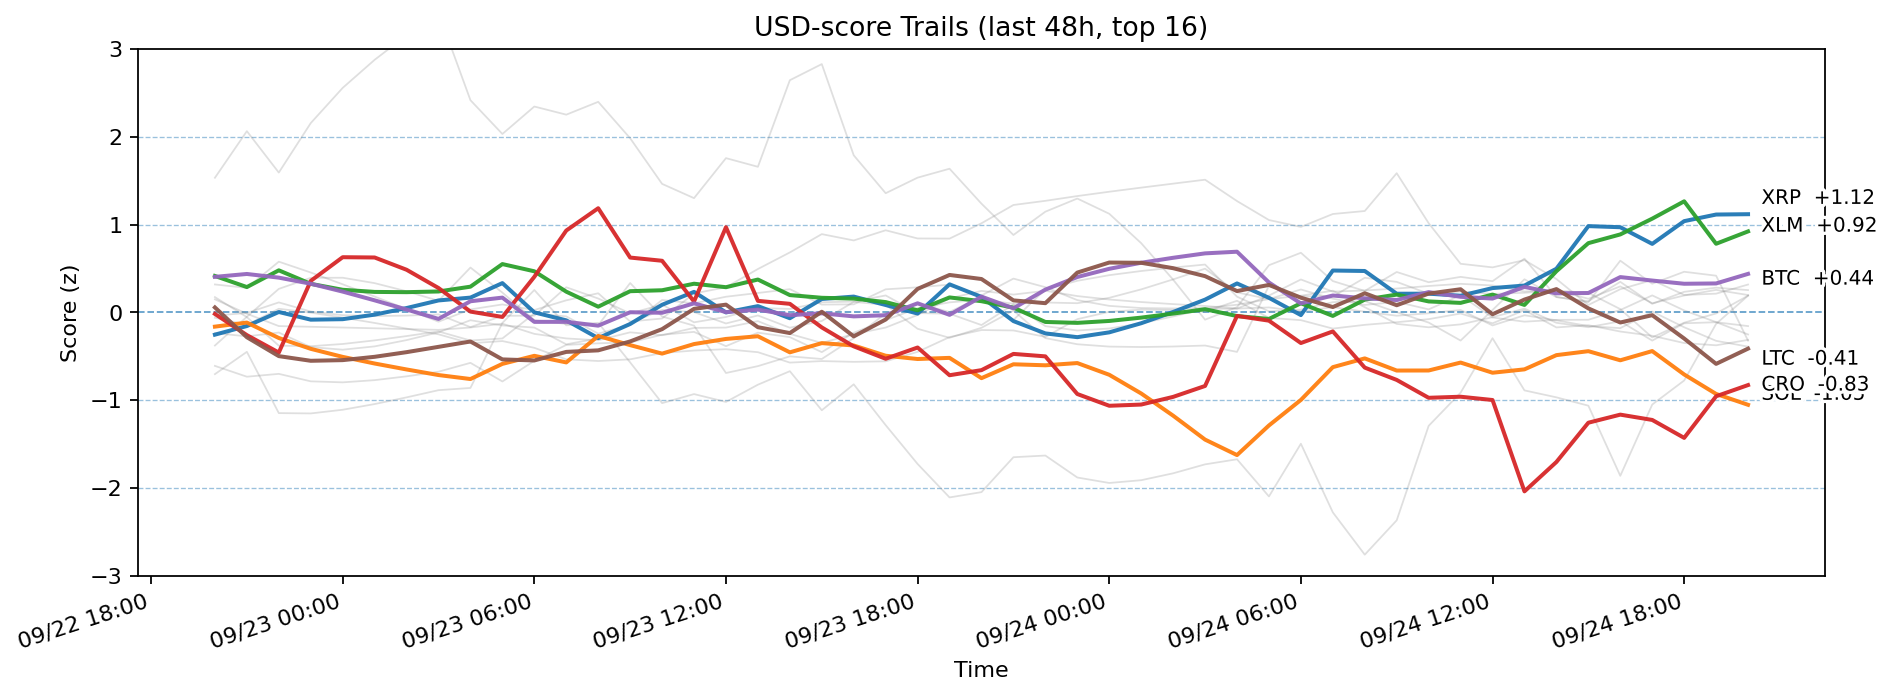 USD-score Trails (last 48h, top 16)
Score (z)
3
2
1
0
−1
−2
−3
XRP +1.12
XLM +0.92
BTC +0.44
LTC -0.41
CRO -0.83
SOL -1.05
09/22 18:00
09/23 00:00
09/23 06:00
09/23 12:00
09/23 18:00
09/24 00:00
09/24 06:00
09/24 12:00
09/24 18:00
Time